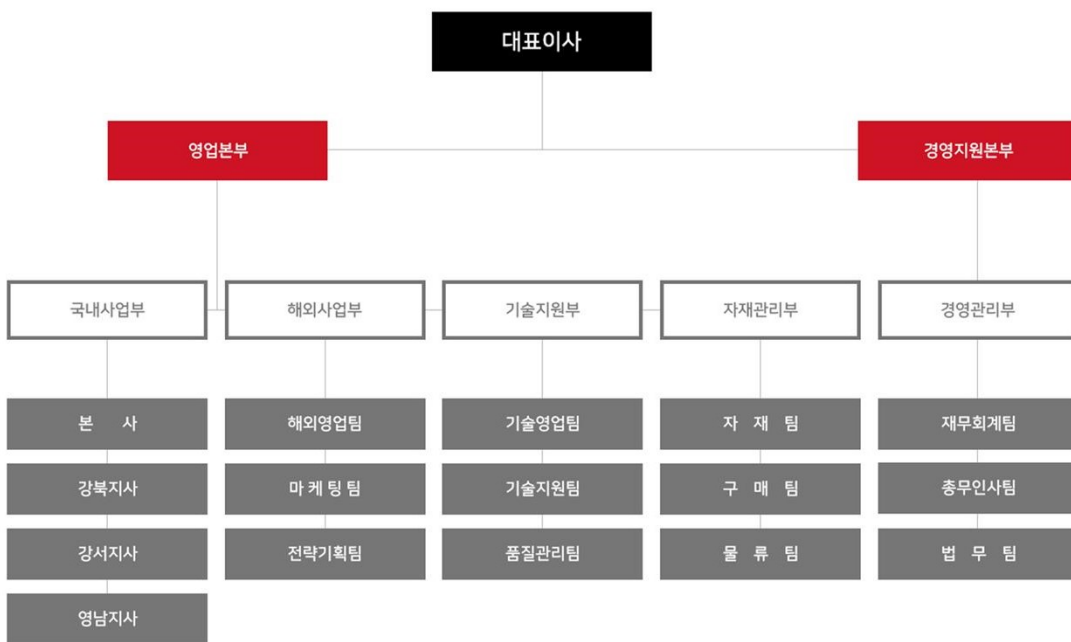 대표이사
영업본부 경영지원본부
국내사업부 해외사업부 기술지원부 자재관리부 경영관리부
본 사 해외영업팀 기술영업팀 자 재 팀 재무회계팀
강북지사 마 케 팅 팀 기술지원팀 구 매 팀 총무인사팀
강서지사 전략기획팀 품질관리팀 물 류 팀 법 무 팀
영남지사